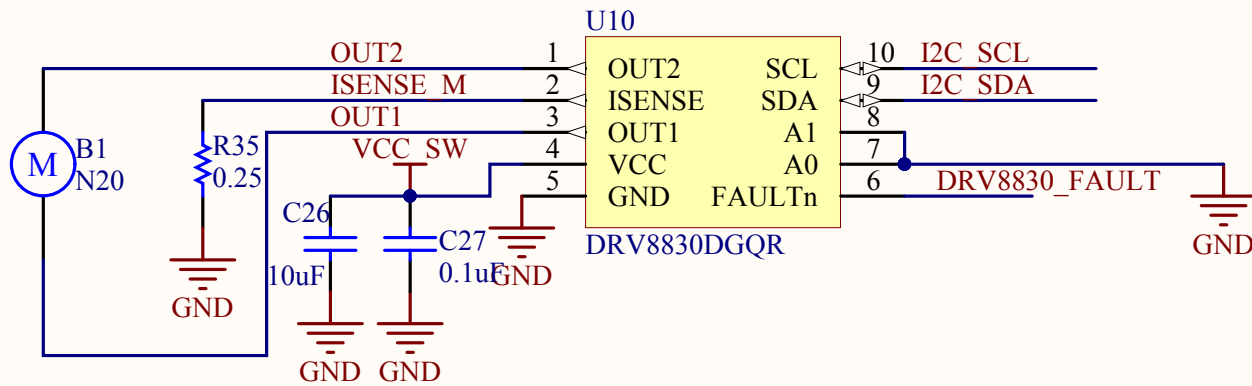 U10
OUT2 1 OUT2 SCL 10 I2C_SCL
ISENSE_M 2 ISENSE SDA 9 I2C_SDA
OUT1 3 OUT1 A1 8
VCC_SW 4 VCC A0 7
5 GND FAULTn 6 DRV8830_FAULT
DRV8830DGQR
M B1
N20
R35
0.25
C26
10uF
C27
0.1uF
GND
GND
GND
GND
GND